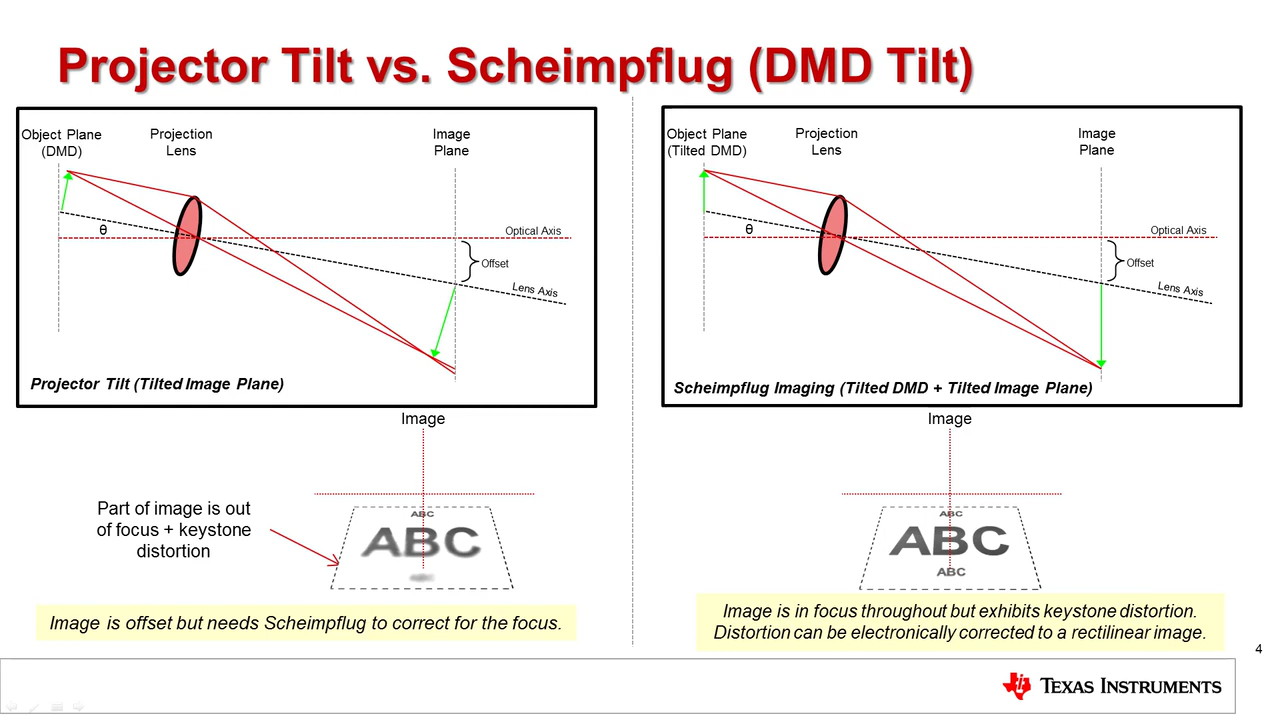 Projector Tilt vs. Scheimpflug (DMD Tilt)
Object Plane
(DMD)
Projection
Lens
Image
Plane
θ
Optical Axis
Offset
Lens Axis
Projector Tilt (Tilted Image Plane)
Image
Part of image is out
of focus + keystone
distortion
ABC
ABC
ABC
Image is offset but needs Scheimpflug to correct for the focus.
Object Plane
(Tilted DMD)
Projection
Lens
Image
Plane
θ
Optical Axis
Offset
Lens Axis
Scheimpflug Imaging (Tilted DMD + Tilted Image Plane)
Image
ABC
ABC
ABC
Image is in focus throughout but exhibits keystone distortion.
Distortion can be electronically corrected to a rectilinear image.
4
TEXAS INSTRUMENTS